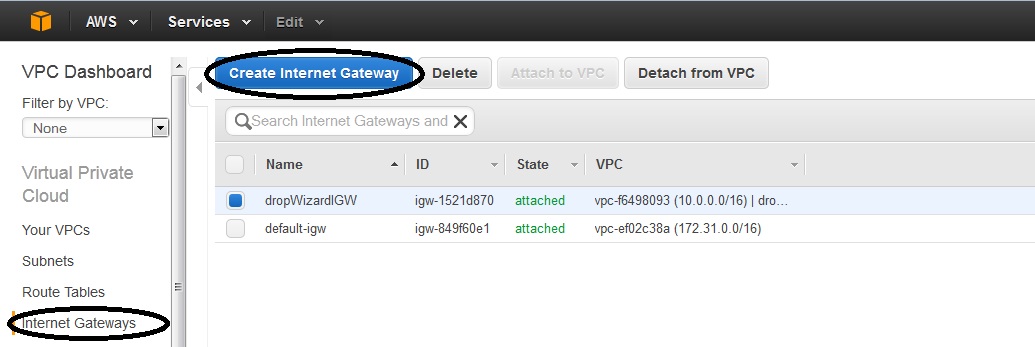 AWS Services Edit
VPC Dashboard
Filter by VPC:
None
Virtual Private
Cloud
Your VPCs
Subnets
Route Tables
Internet Gateways
Create Internet Gateway Delete Attach to VPC Detach from VPC
Search Internet Gateways and
Name ID State VPC
dropWizardIGW igw-1521d870 attached vpc-f6498093 (10.0.0.0/16) | dro…
default-igw igw-849f60e1 attached vpc-ef02c38a (172.31.0.0/16)